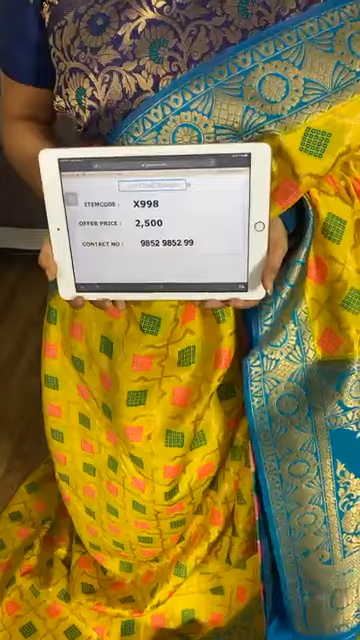 ITEMCODE : X998
OFFER PRICE : 2,500
CONTACT NO : 9852 9852 99